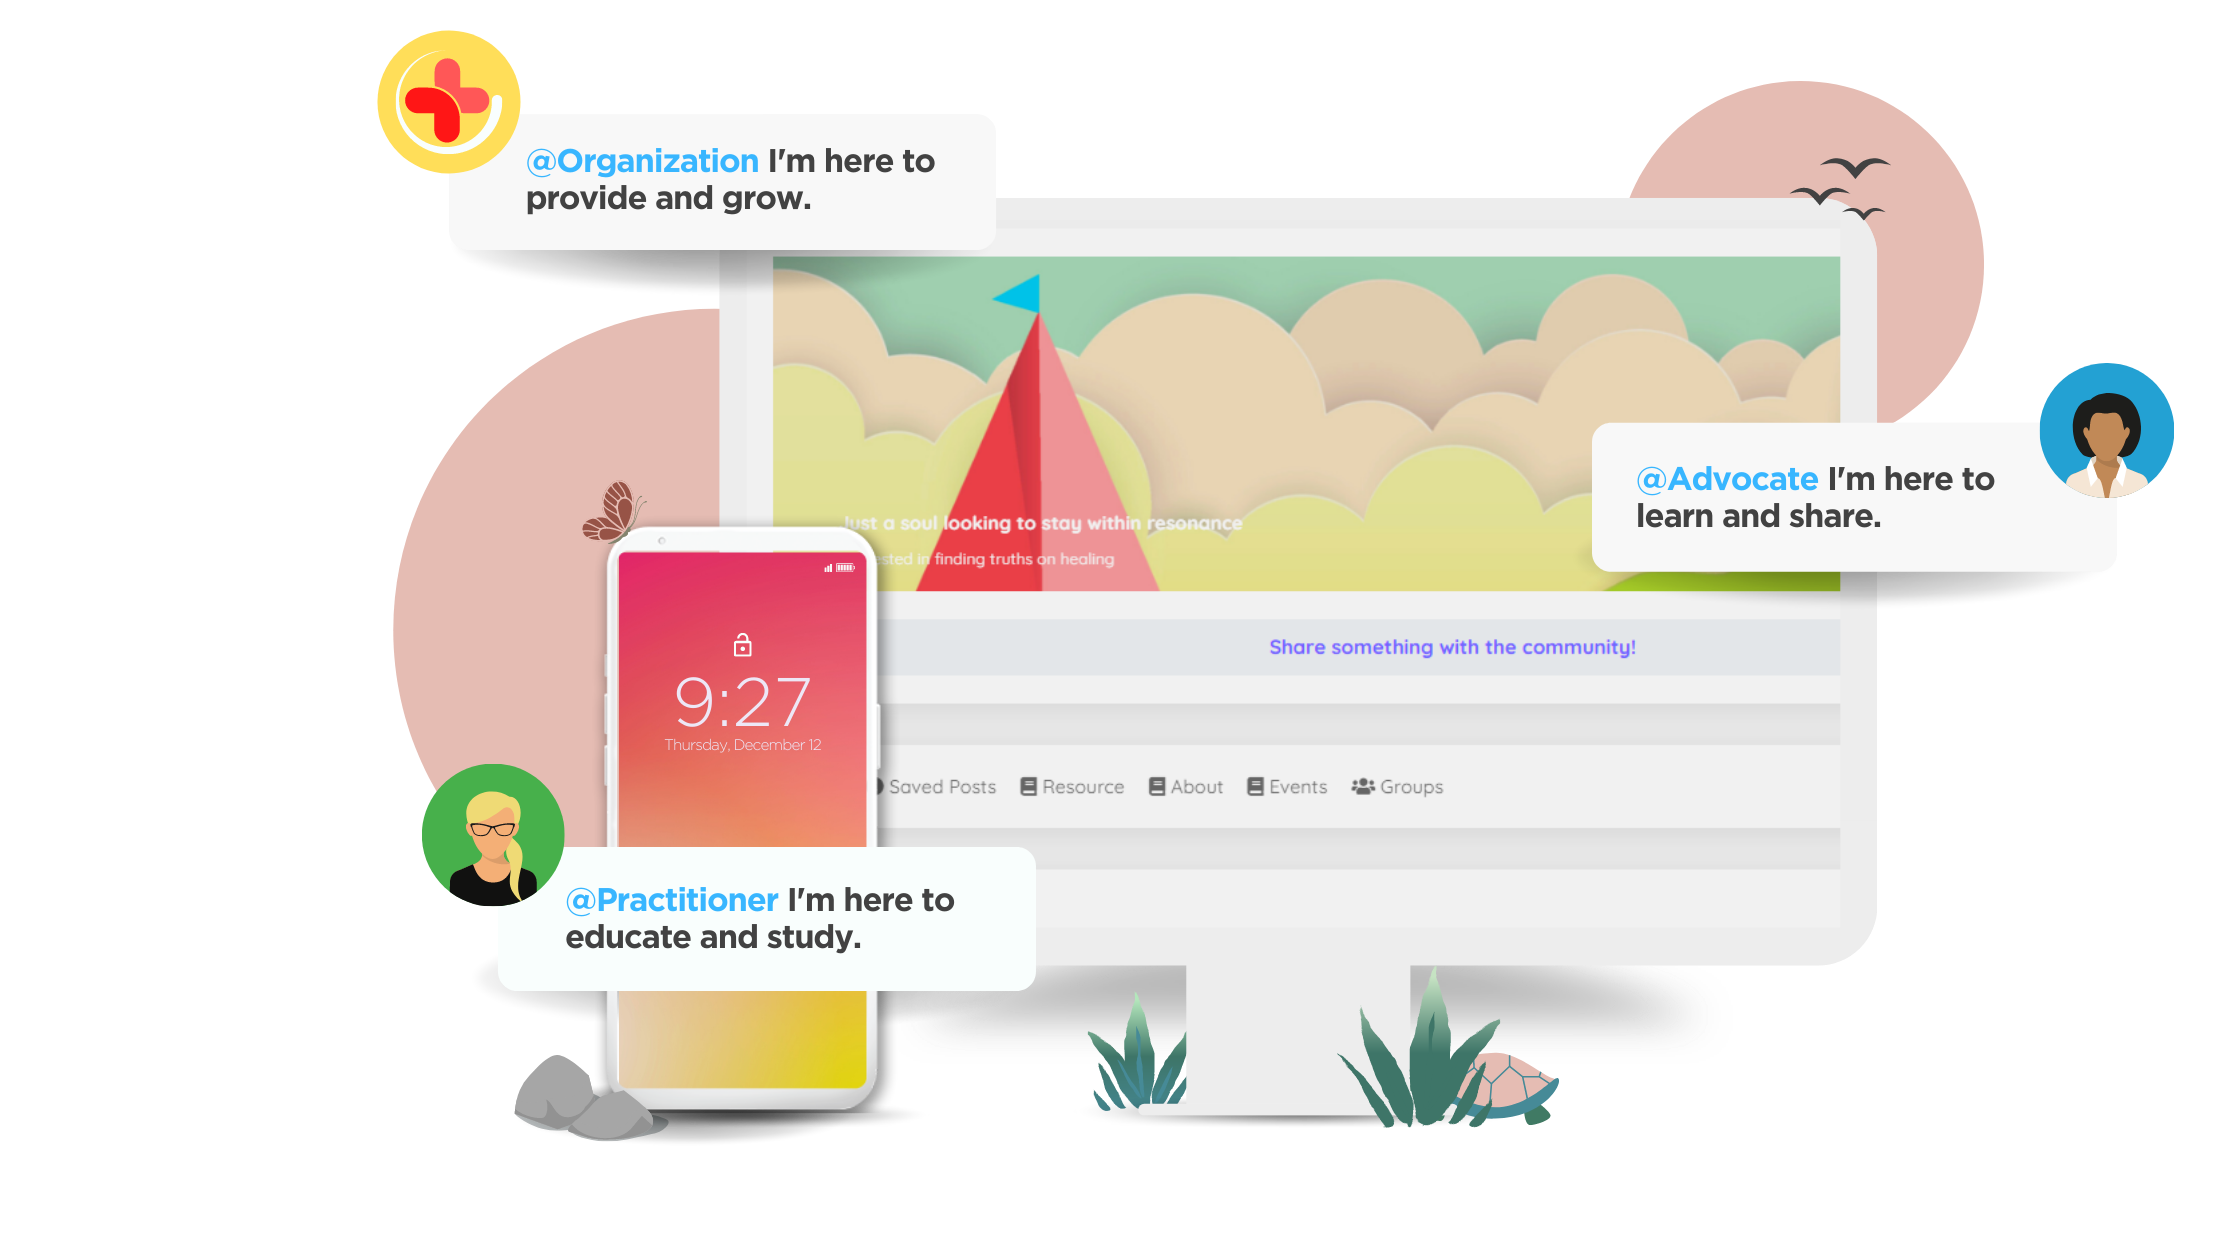 @Organization I'm here to
provide and grow.
@Advocate I'm here to
learn and share.
Just a soul looking to stay within resonance
in finding truths on healing
9:27
Thursday, December 12
Share something with the community!
Saved Posts Resource About Events Groups
@Practitioner I'm here to
educate and study.